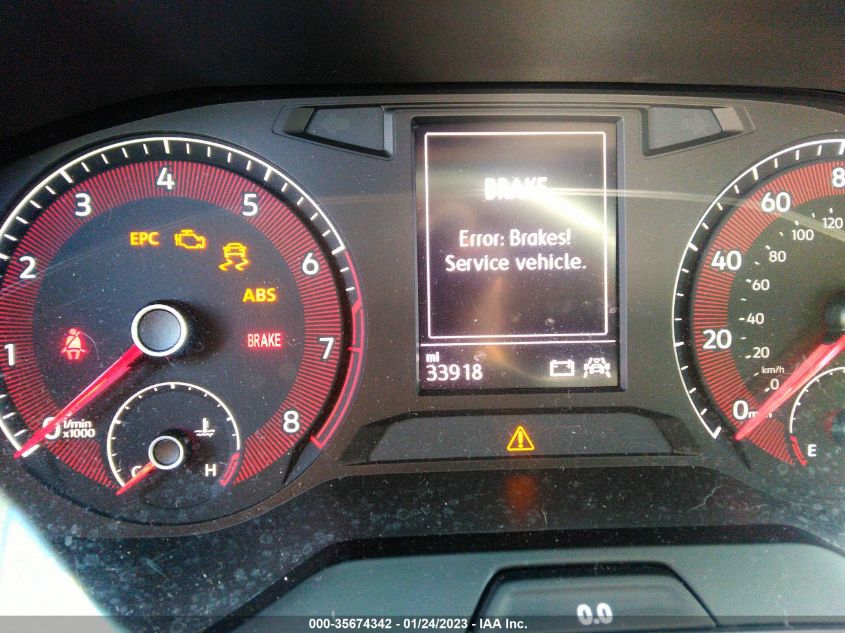 1
2
3
4
5
6
7
8
0 l/min
x1000
EPC
ABS
BRAKE
C
H
BRAKE
Error: Brakes!
Service vehicle.
mi
33918
0
20
40
60
8
0
20
40
60
80
100
120
km/h
E
0.0
000-35674342 - 01/24/2023 - IAA Inc.